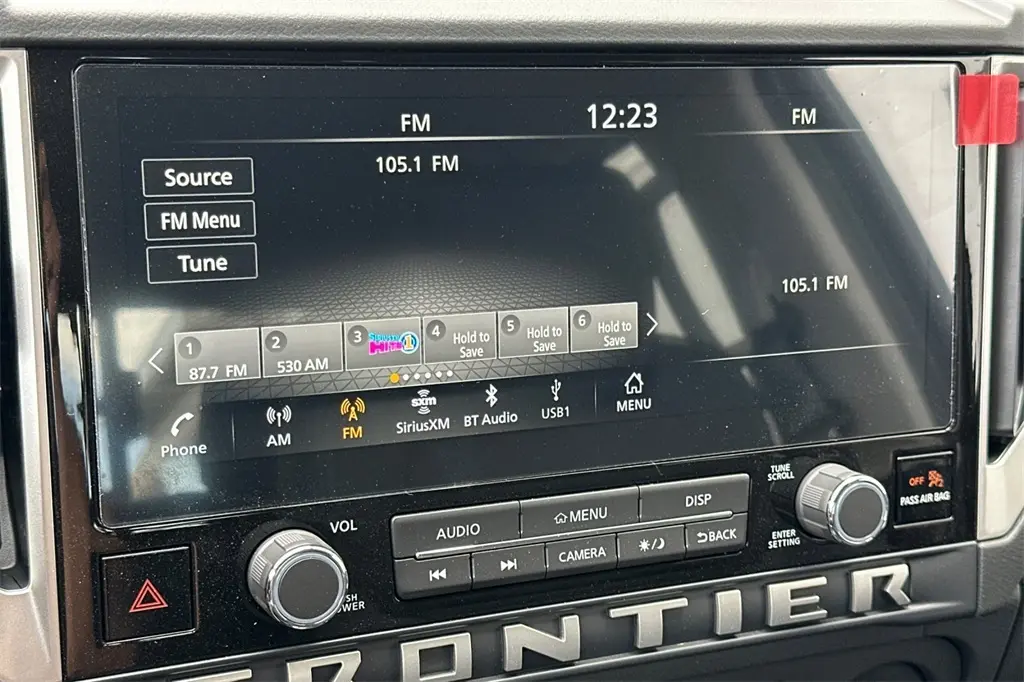 FM
12:23
FM
105.1 FM
Source
FM Menu
Tune
105.1 FM
1
87.7 FM
2
530 AM
3
Hits 1
4
Hold to
Save
5
Hold to
Save
6
Hold to
Save
Phone
AM
FM
sxm
SiriusXM
BT Audio
USB1
MENU
VOL
AUDIO
MENU
DISP
CAMERA
BACK
TUNE
SCROLL
ENTER
SETTING
OFF
PASS AIR BAG
FRONTIER